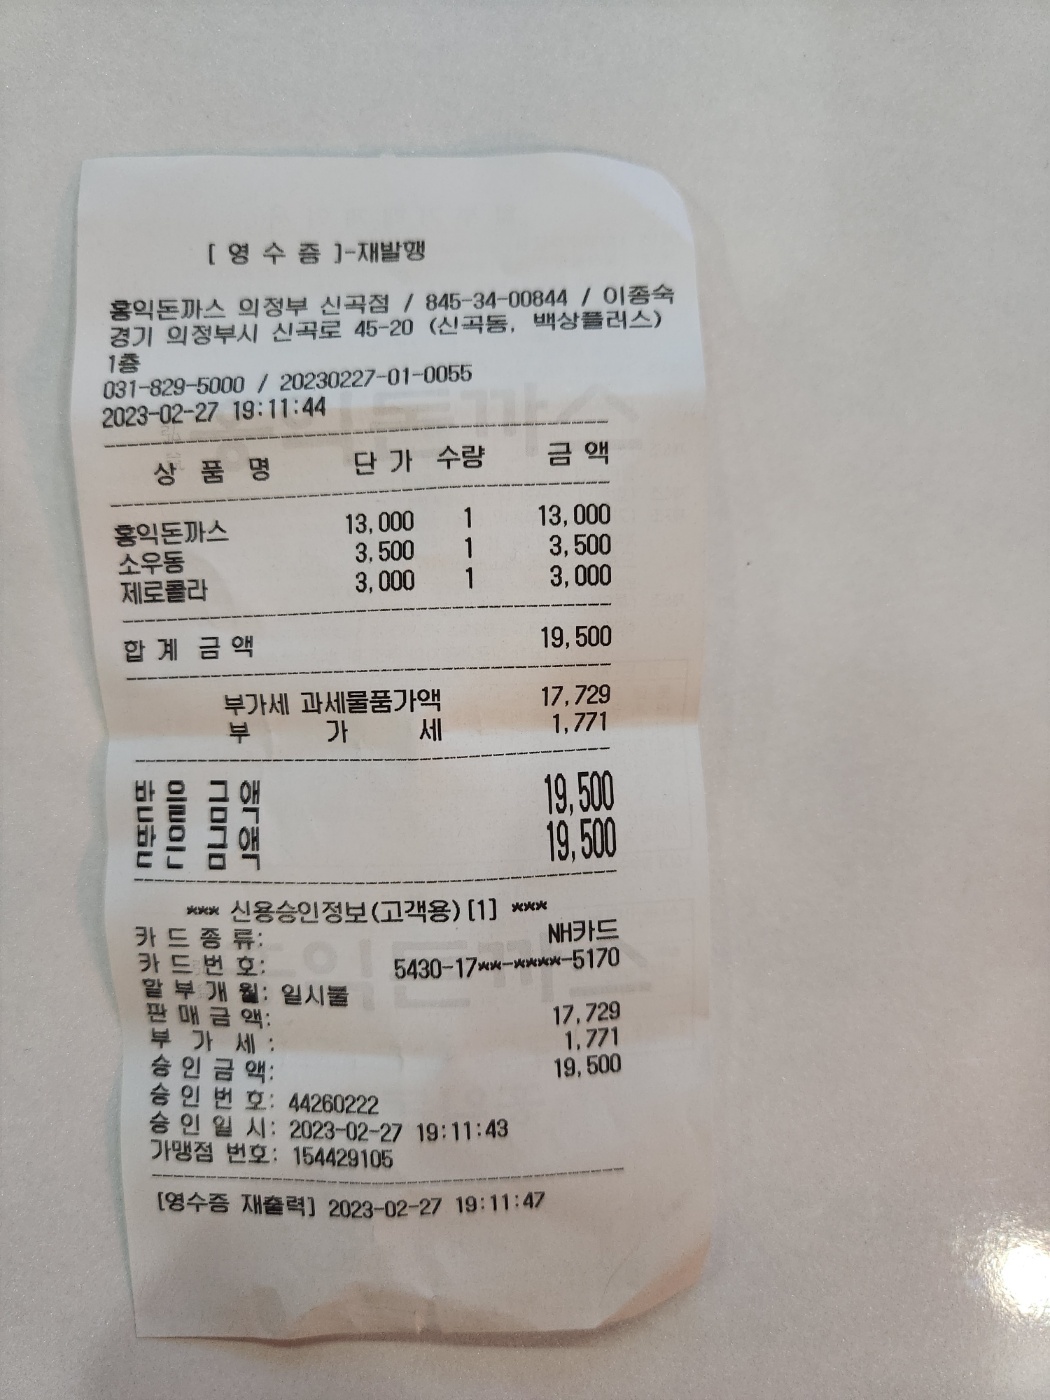 [ 영 수 증 ]-재발행
홍익돈까스 의정부 신곡점 / 845-34-00844 / 이종숙
경기 의정부시 신곡로 45-20 (신곡동, 백상플러스)
1층
031-829-5000 / 20230227-01-0055
2023-02-27 19:11:44
상 품 명 단 가 수량 금 액
홍익돈까스 13,000 1 13,000
소우동 3,500 1 3,500
제로콜라 3,000 1 3,000
합 계 금 액 19,500
부가세 과세물품가액 17,729
부 가 세 1,771
받 을 금 액 19,500
받 은 금 액 19,500
*** 신용승인정보(고객용)[1] ***
카 드 종 류: NH카드
카 드 번 호: 5430-17**-****-5170
할 부 개 월: 일시불
판 매 금 액: 17,729
부 가 세 : 1,771
승 인 금 액: 19,500
승 인 번 호: 44260222
승 인 일 시: 2023-02-27 19:11:43
가맹점 번호: 154429105
[영수증 재출력] 2023-02-27 19:11:47